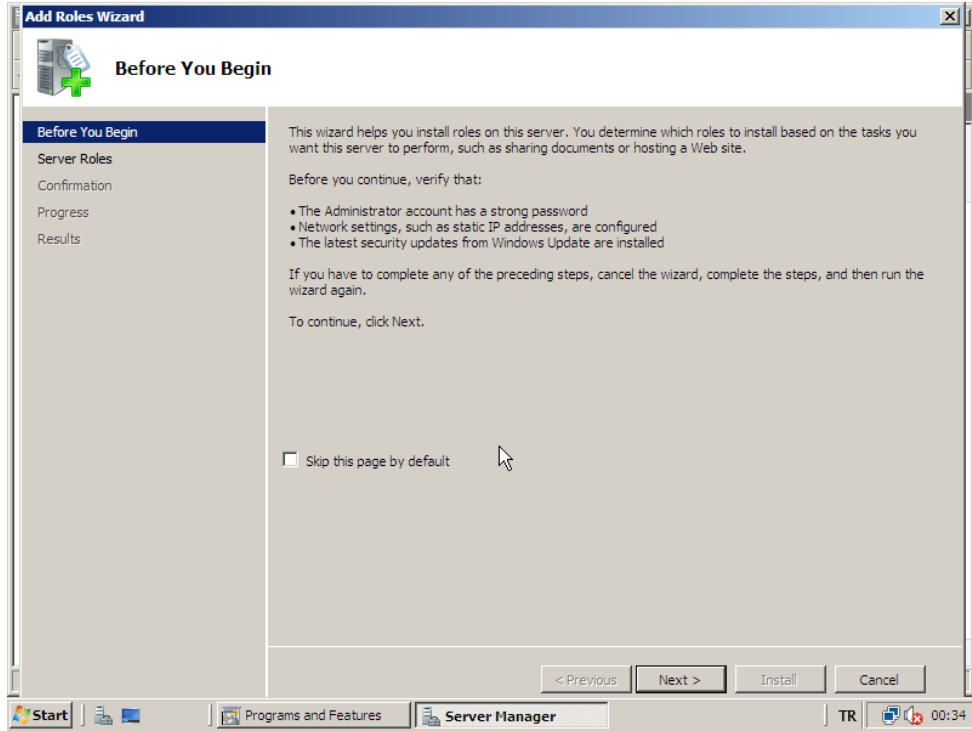 Add Roles Wizard
Before You Begin
Before You Begin
Server Roles
Confirmation
Progress
Results
This wizard helps you install roles on this server. You determine which roles to install based on the tasks you
want this server to perform, such as sharing documents or hosting a Web site.
Before you continue, verify that:
• The Administrator account has a strong password
• Network settings, such as static IP addresses, are configured
• The latest security updates from Windows Update are installed
If you have to complete any of the preceding steps, cancel the wizard, complete the steps, and then run the
wizard again.
To continue, click Next.
Skip this page by default
< Previous
Next >
Install
Cancel
Start
Programs and Features
Server Manager
TR
00:34